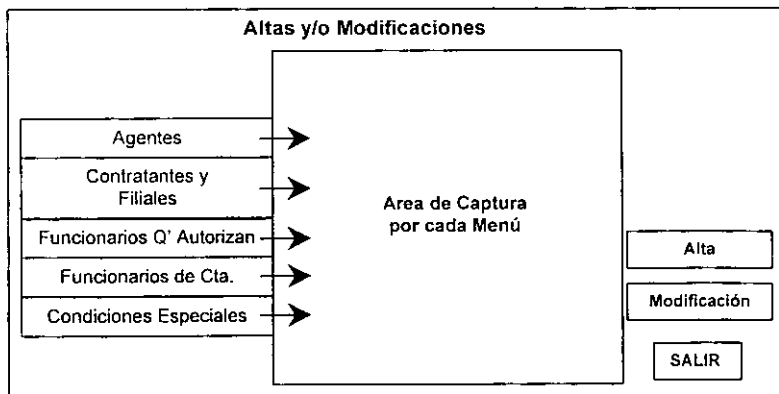 Altas y/o Modificaciones
Agentes
Contratantes y
Filiales
Funcionarios Q' Autorizan
Funcionarios de Cta.
Condiciones Especiales
Area de Captura
por cada Menú
Alta
Modificación
SALIR